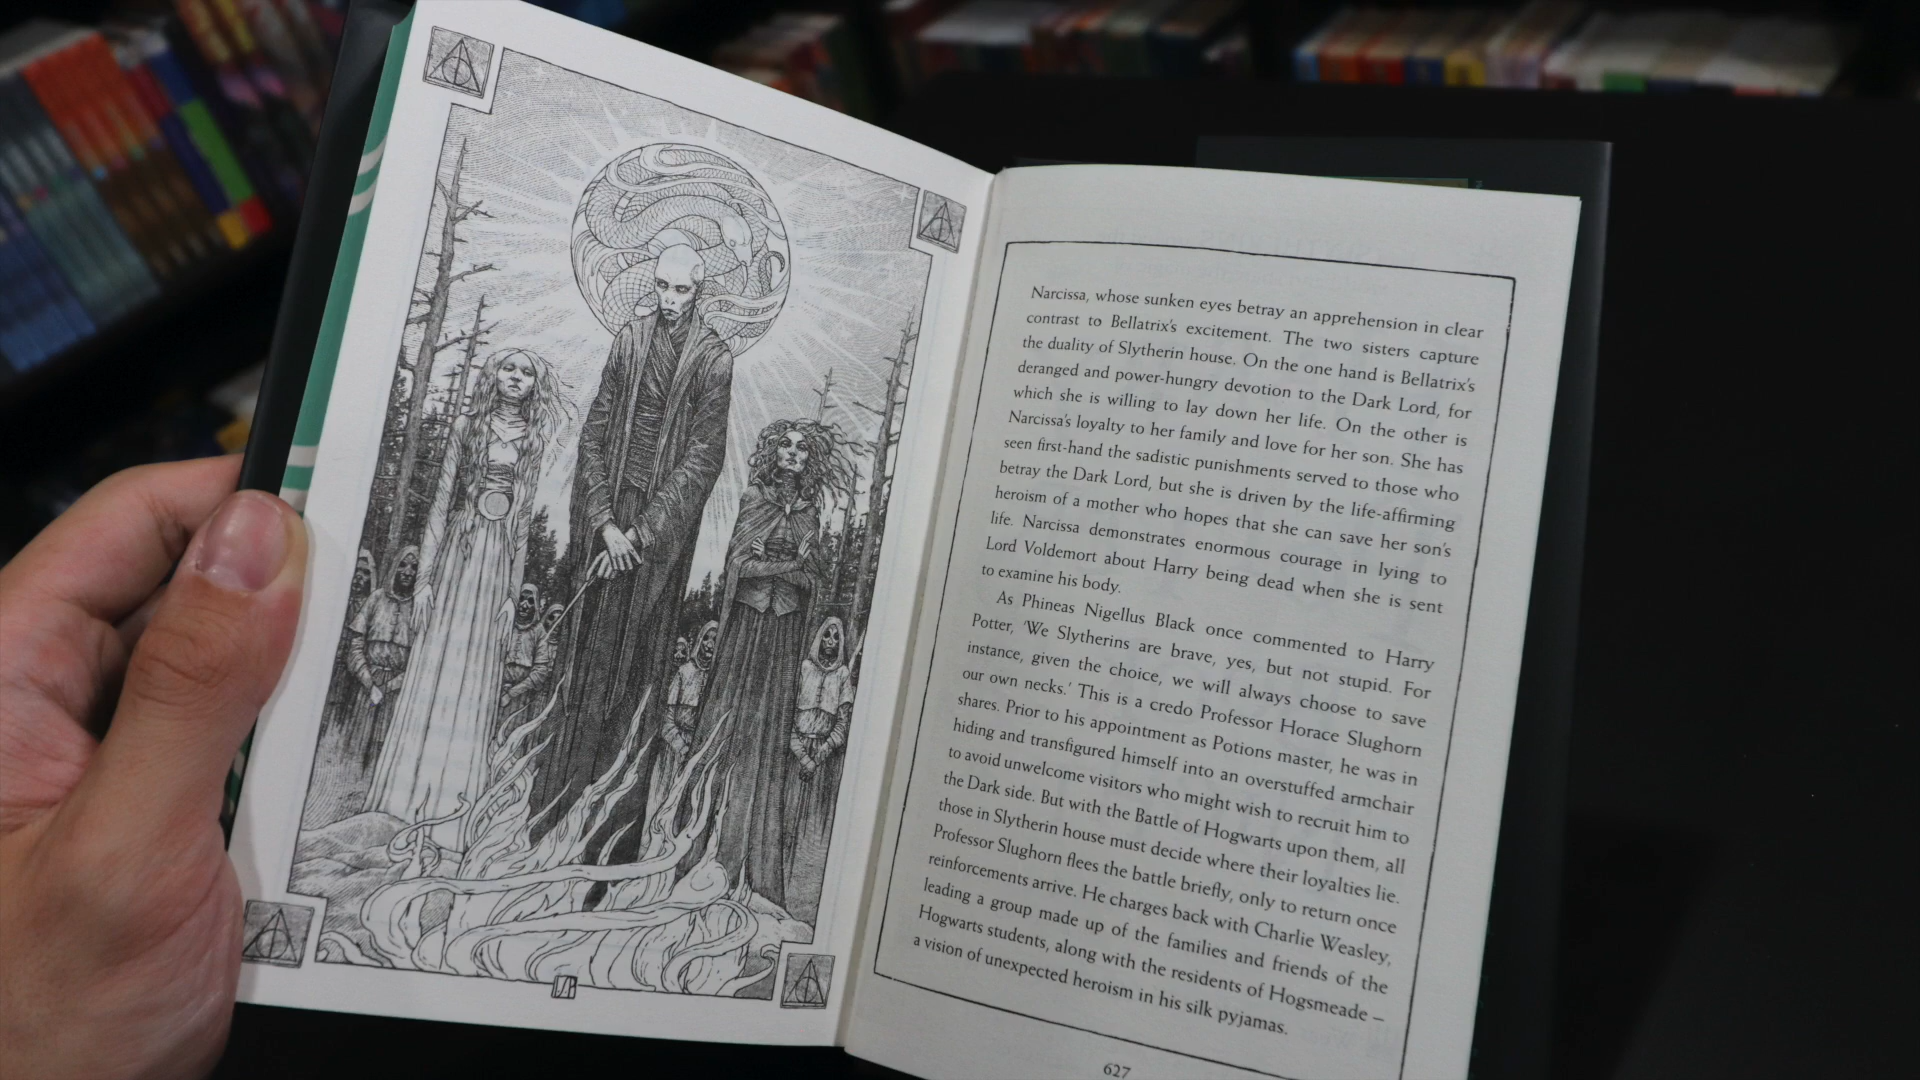 Narcissa, whose sunken eyes betray an apprehension in clear
contrast to Bellatrix's excitement. The two sisters capture
the duality of Slytherin house. On the one hand is Bellatrix's
deranged and power-hungry devotion to the Dark Lord, for
which she is willing to lay down her life. On the other is
Narcissa's loyalty to her family and love for her son. She has
seen first-hand the sadistic punishments served to those who
betray the Dark Lord, but she is driven by the life-affirming
heroism of a mother who hopes that she can save her son's
life. Narcissa demonstrates enormous courage in lying to
Lord Voldemort about Harry being dead when she is sent
to examine his body.
As Phineas Nigellus Black once commented to Harry
Potter, 'We Slytherins are brave, yes, but not stupid. For
instance, given the choice, we will always choose to save
our own necks.' This is a credo Professor Horace Slughorn
shares. Prior to his appointment as Potions master, he was in
hiding and transfigured himself into an overstuffed armchair
to avoid unwelcome visitors who might wish to recruit him to
the Dark side. But with the Battle of Hogwarts upon them, all
those in Slytherin house must decide where their loyalties lie.
Professor Slughorn flees the battle briefly, only to return once
reinforcements arrive. He charges back with Charlie Weasley,
leading a group made up of the families and friends of the
Hogwarts students, along with the residents of Hogsmeade –
a vision of unexpected heroism in his silk pyjamas.
627